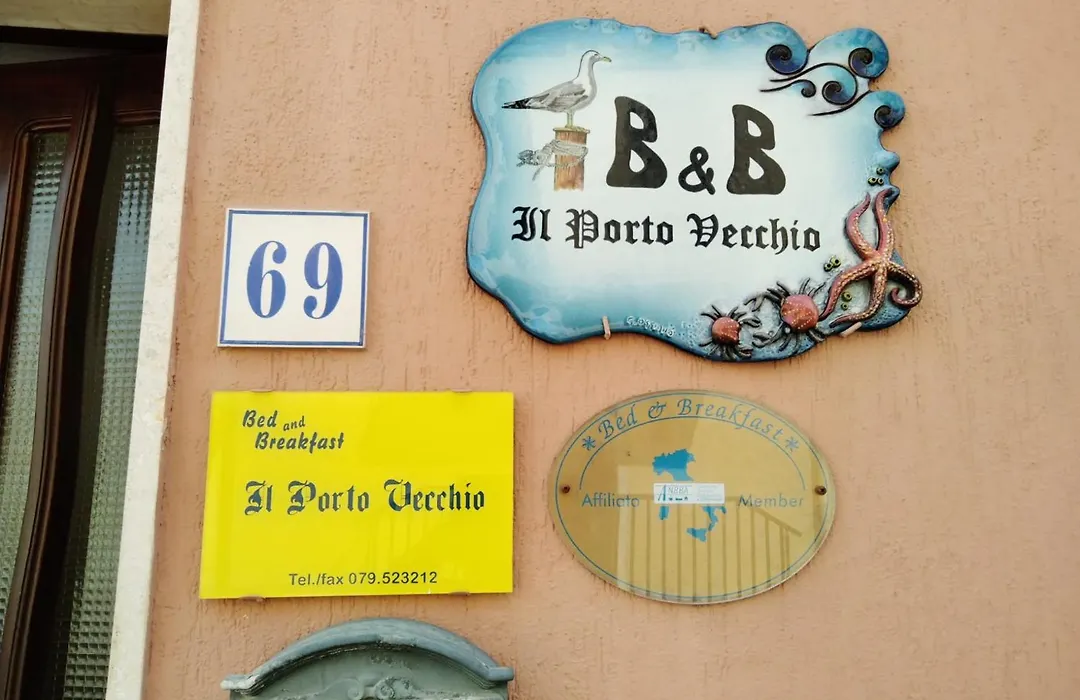 B & B
Il Porto Vecchio
69
Bed and
Breakfast
Il Porto Vecchio
Tel./fax 079.523212
* Bed & Breakfast *
Affiliato
Member